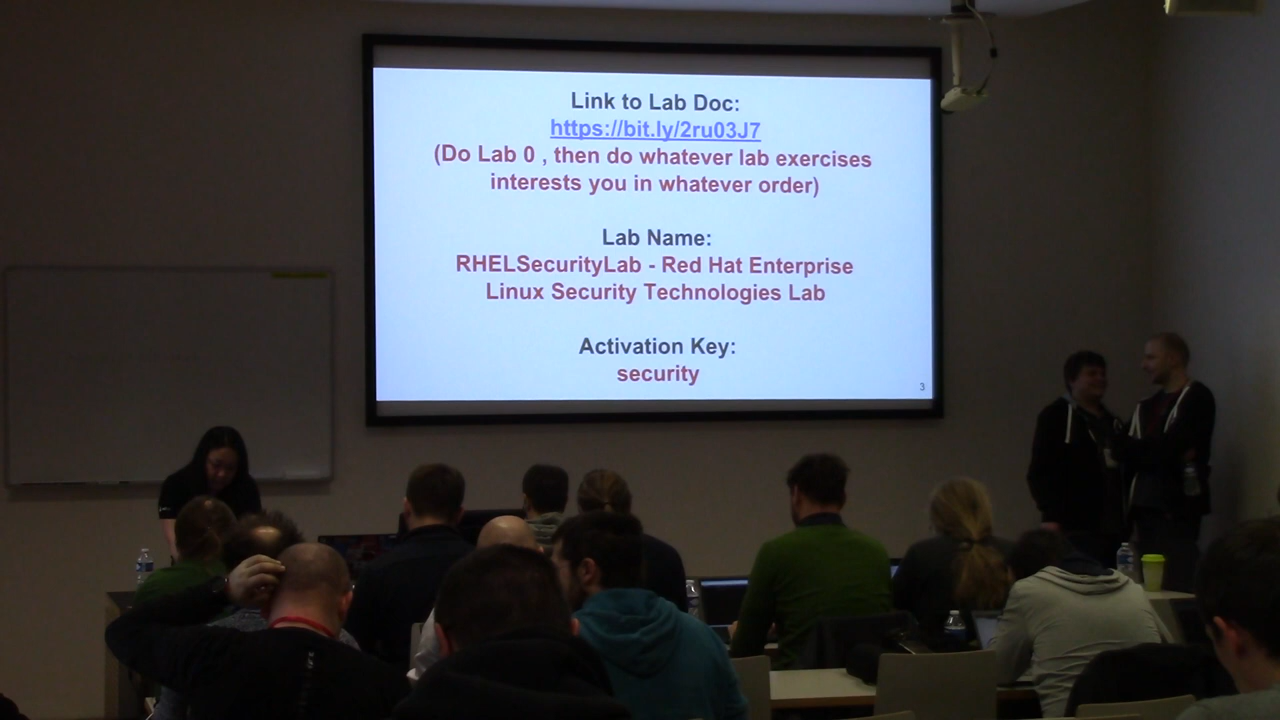 Link to Lab Doc:
https://bit.ly/2ru03J7
(Do Lab 0 , then do whatever lab exercises
interests you in whatever order)
Lab Name:
RHELSecurityLab - Red Hat Enterprise
Linux Security Technologies Lab
Activation Key:
security
3